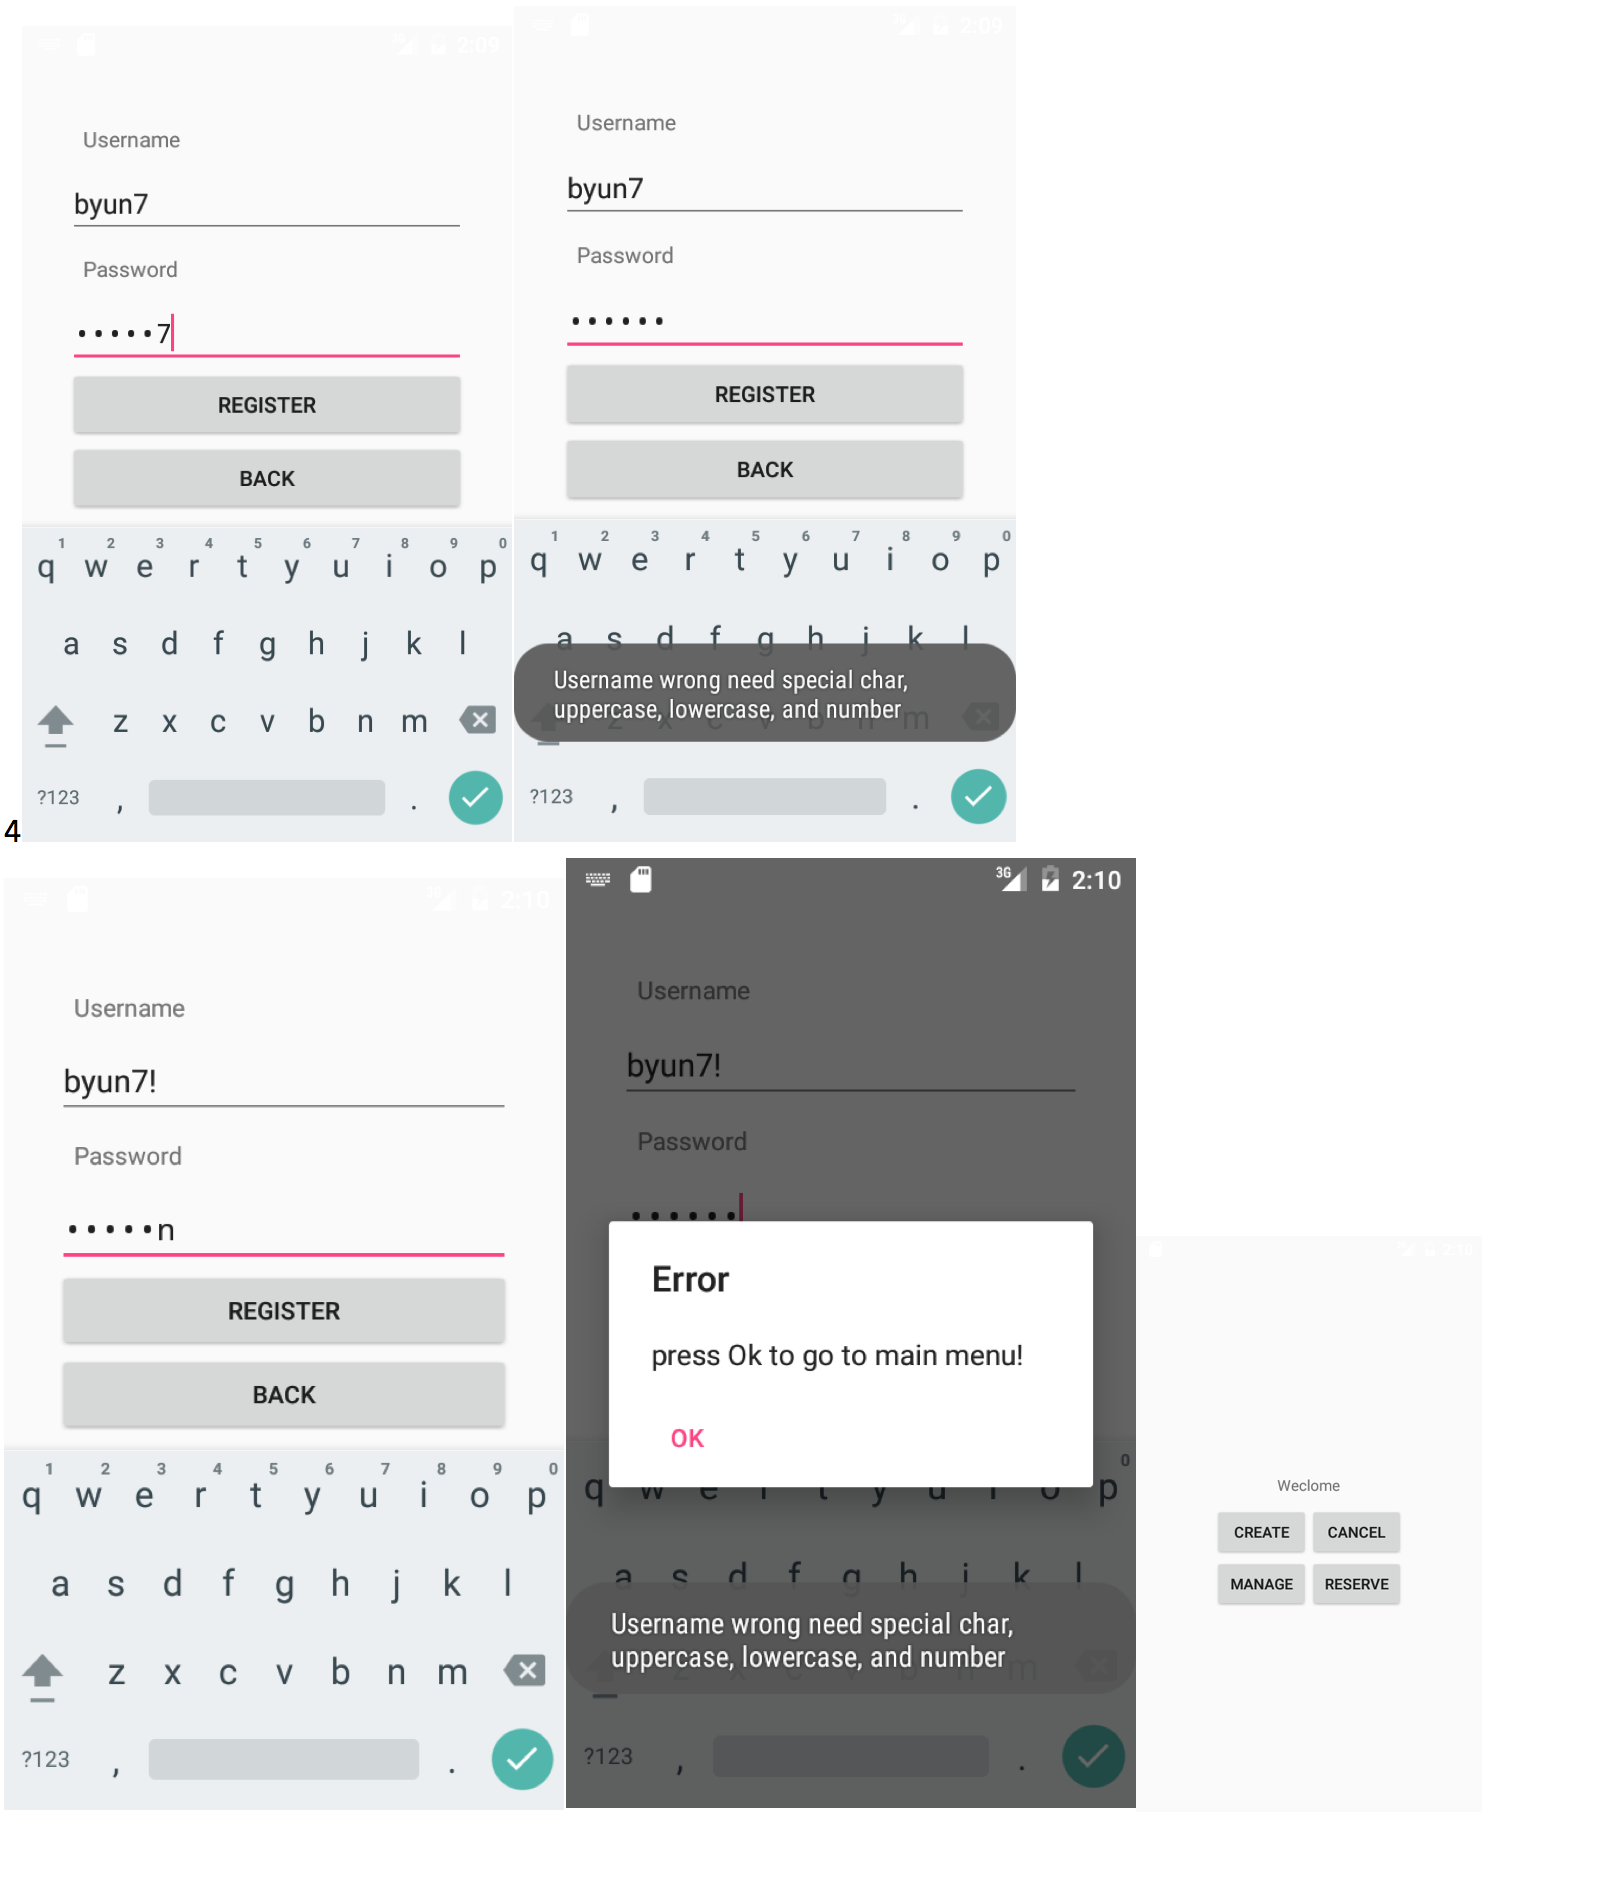 2:09
Username
byun7
Password
•••••7
REGISTER
BACK
1 2 3 4 5 6 7 8 9 0
q w e r t y u i o p
a s d f g h j k l
z x c v b n m
?123 , .
4
2:09
Username
byun7
Password
••••••
REGISTER
BACK
1 2 3 4 5 6 7 8 9 0
q w e r t y u i o p
a s d f g h j k l
Username wrong need special char,
uppercase, lowercase, and number
z x c v b n m
?123 , .
2:10
Username
byun7!
Password
•••••n
REGISTER
BACK
1 2 3 4 5 6 7 8 9 0
q w e r t y u i o p
a s d f g h j k l
z x c v b n m
?123 , .
3G 2:10
Username
byun7!
Password
••••••
Error
press Ok to go to main menu!
OK
0
q w e r t y u i o p
a s d f g h j k l
Username wrong need special char,
uppercase, lowercase, and number
m
?123 , .
2:10
Weclome
CREATE CANCEL
MANAGE RESERVE